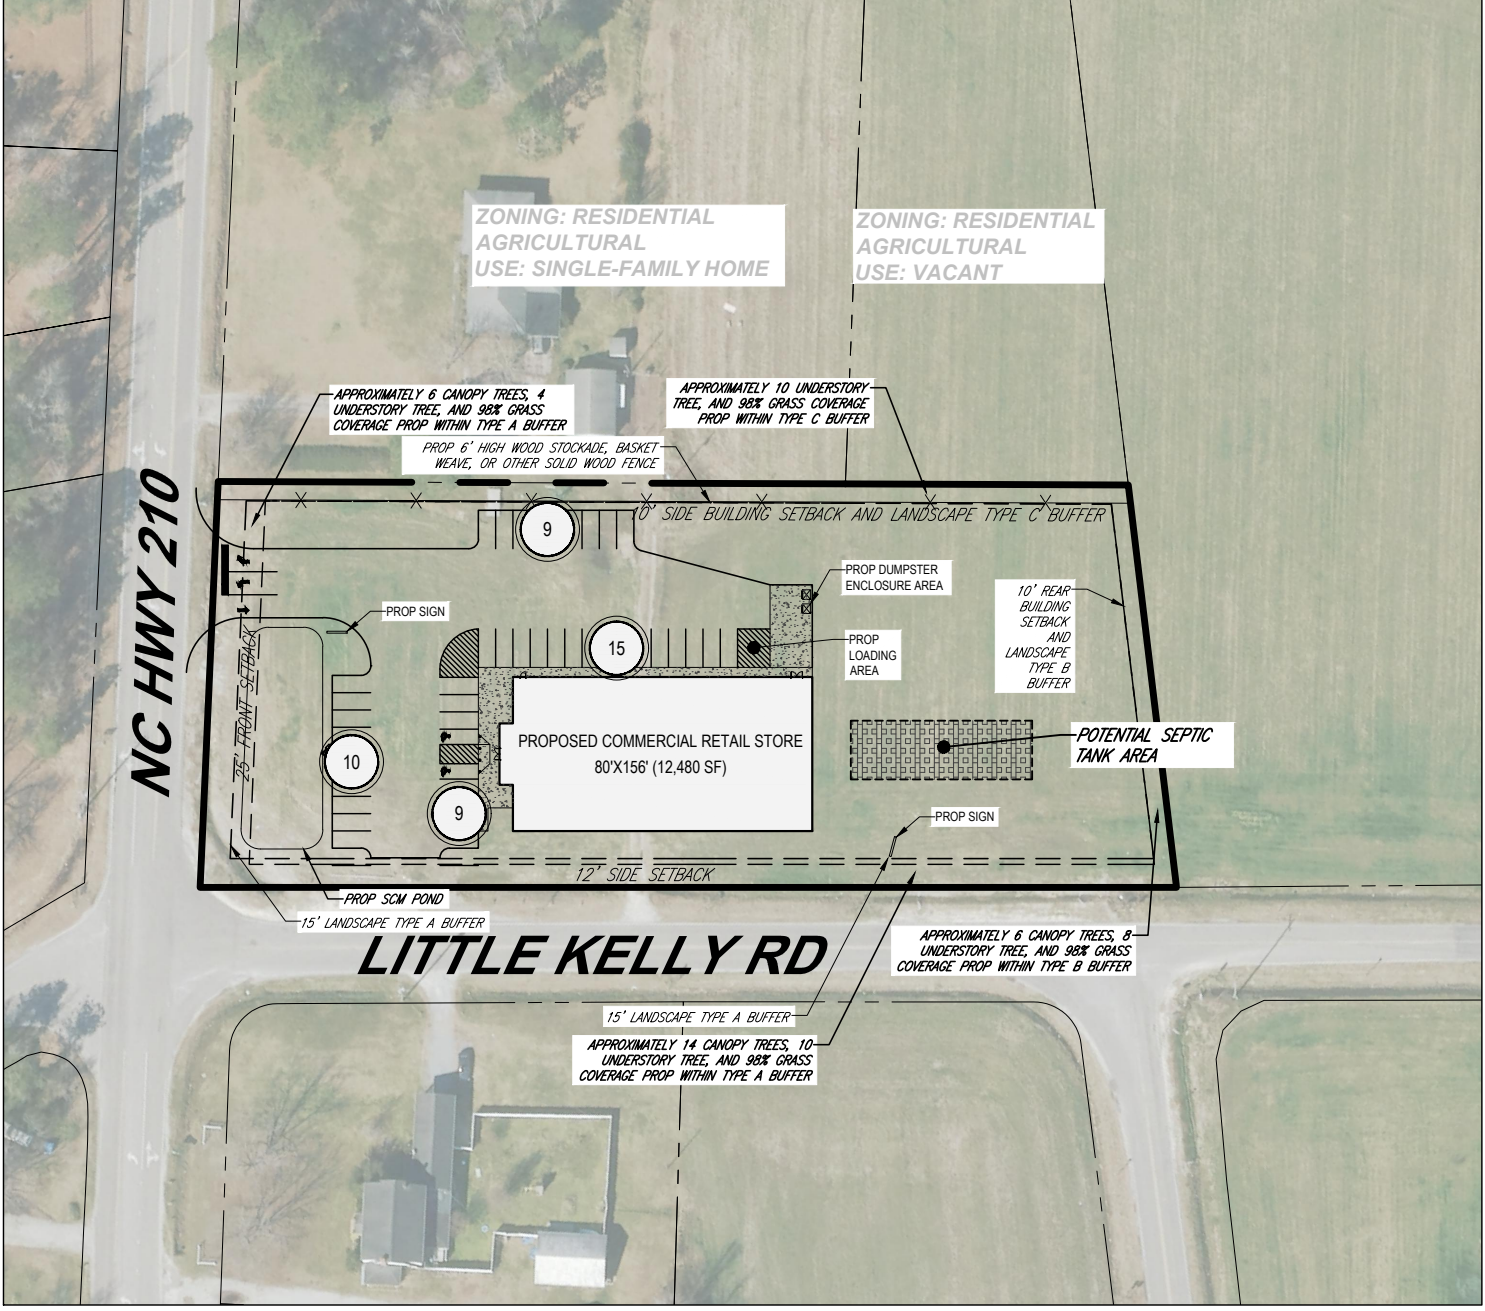 ZONING: RESIDENTIAL
AGRICULTURAL
USE: SINGLE-FAMILY HOME
ZONING: RESIDENTIAL
AGRICULTURAL
USE: VACANT
APPROXIMATELY 6 CANOPY TREES, 4
UNDERSTORY TREE, AND 98% GRASS
COVERAGE PROP WITHIN TYPE A BUFFER
APPROXIMATELY 10 UNDERSTORY
TREE, AND 98% GRASS COVERAGE
PROP WITHIN TYPE C BUFFER
PROP 6' HIGH WOOD STOCKADE, BASKET
WEAVE, OR OTHER SOLID WOOD FENCE
10' SIDE BUILDING SETBACK AND LANDSCAPE TYPE C BUFFER
9
NC HWY 210
PROP DUMPSTER
ENCLOSURE AREA
10' REAR
BUILDING
SETBACK
AND
LANDSCAPE
TYPE B
BUFFER
PROP SIGN
25' FRONT SETBACK
15
PROP
LOADING
AREA
PROPOSED COMMERCIAL RETAIL STORE
80'X156' (12,480 SF)
POTENTIAL SEPTIC
TANK AREA
10
9
PROP SIGN
12' SIDE SETBACK
PROP SCM POND
15' LANDSCAPE TYPE A BUFFER
LITTLE KELLY RD
APPROXIMATELY 6 CANOPY TREES, 8
UNDERSTORY TREE, AND 98% GRASS
COVERAGE PROP WITHIN TYPE B BUFFER
15' LANDSCAPE TYPE A BUFFER
APPROXIMATELY 14 CANOPY TREES, 10
UNDERSTORY TREE, AND 98% GRASS
COVERAGE PROP WITHIN TYPE A BUFFER